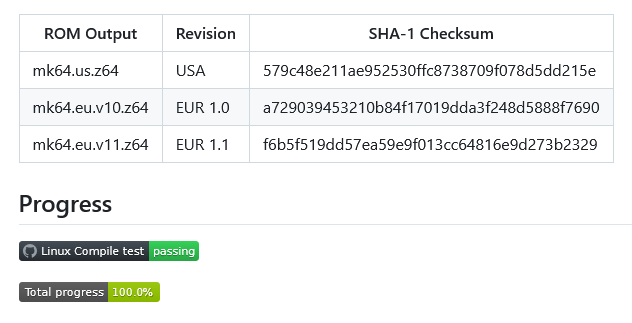 ROM Output Revision SHA-1 Checksum
mk64.us.z64 USA 579c48e211ae952530ffc8738709f078d5dd215e
mk64.eu.v10.z64 EUR 1.0 a729039453210b84f17019dda3f248d5888f7690
mk64.eu.v11.z64 EUR 1.1 f6b5f519dd57ea59e9f013cc64816e9d273b2329
Progress
Linux Compile test passing
Total progress 100.0%